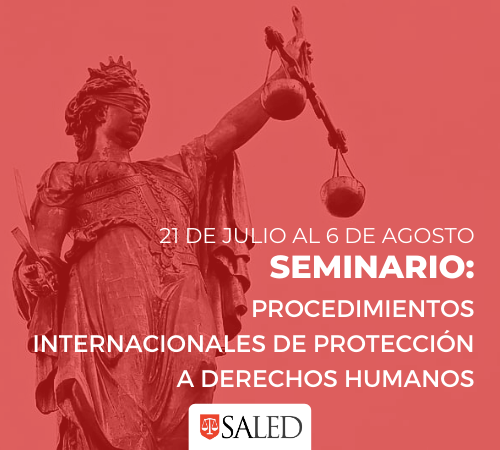 21 DE JULIO AL 6 DE AGOSTO
SEMINARIO:
PROCEDIMIENTOS
INTERNACIONALES DE PROTECCIÓN
A DERECHOS HUMANOS
SALED